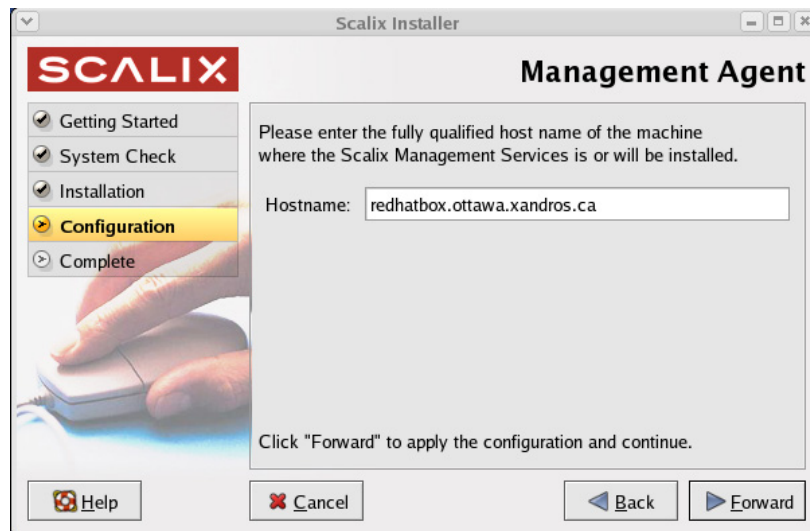 Scalix Installer
SCALIX
Management Agent
Getting Started
System Check
Installation
Configuration
Complete
Please enter the fully qualified host name of the machine
where the Scalix Management Services is or will be installed.
Hostname: redhatbox.ottawa.xandros.ca
Click "Forward" to apply the configuration and continue.
Help
Cancel
Back
Forward